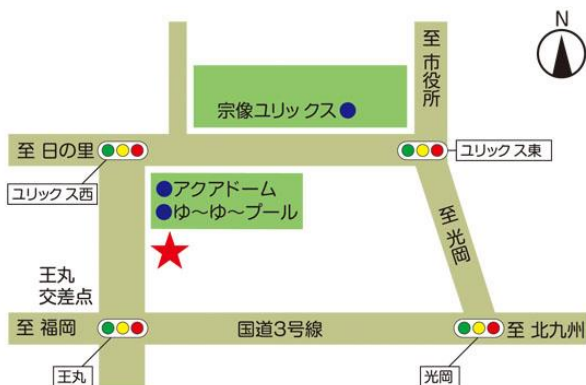 N
至 市役所
宗像ユリックス
至 日の里
ユリックス東
ユリックス西
アクアドーム
ゆ〜ゆ〜プール
至 光岡
王丸
交差点
至 福岡
国道3号線
至 北九州
王丸
光岡